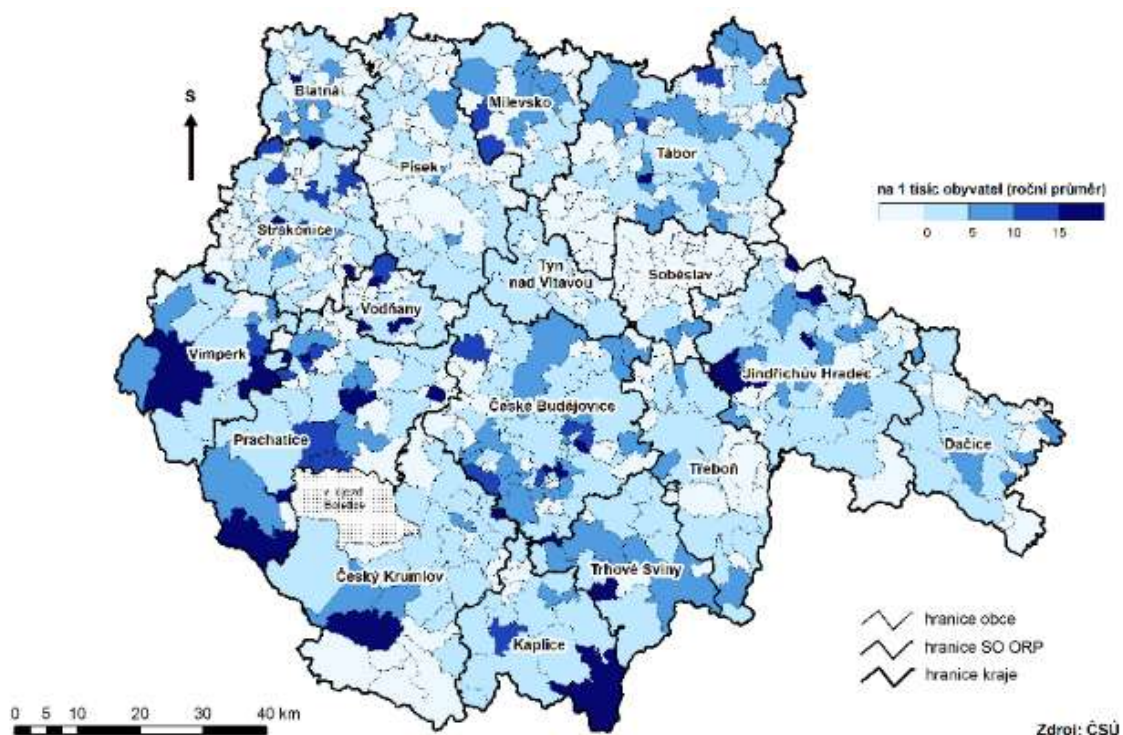 S
Blatná
Milevsko
Tábor
Písek
na 1 tisíc obyvatel (roční průměr)
0 5 10 15
Strakonice
Týn
nad Vltavou
Soběslav
Vodňany
Vimperk
Jindřichův Hradec
České Budějovice
Prachatice
Dačice
Třeboň
v. újezd
Boletice
Český Krumlov
Trhové Sviny
Kaplice
hranice obce
hranice SO ORP
hranice kraje
0 5 10 20 30 40 km
Zdroj: ČSÚ